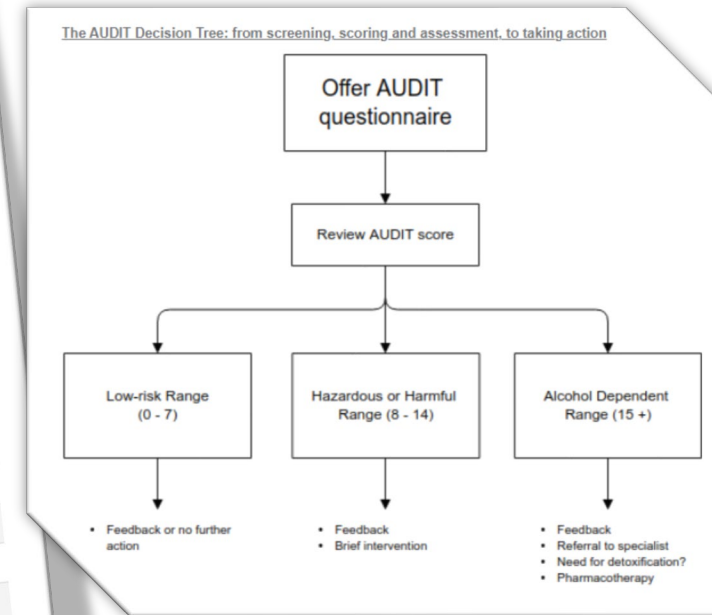 The AUDIT Decision Tree: from screening, scoring and assessment, to taking action
Offer AUDIT
questionnaire
Review AUDIT score
Low-risk Range
(0 - 7)
Hazardous or Harmful
Range (8 - 14)
Alcohol Dependent
Range (15 +)
• Feedback or no further
action
• Feedback
• Brief intervention
• Feedback
• Referral to specialist
• Need for detoxification?
• Pharmacotherapy